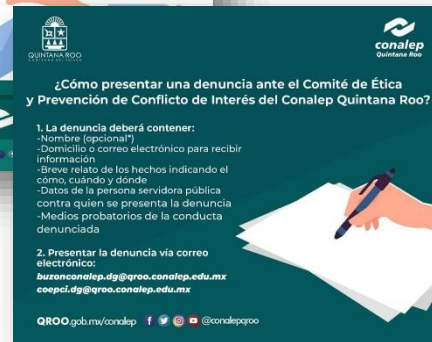 QUINTANA ROO
conalep
Quintana Roo
¿Cómo presentar una denuncia ante el Comité de Ética
y Prevención de Conflicto de Interés del Conalep Quintana Roo?
1. La denuncia deberá contener:
-Nombre (opcional*)
-Domicilio o correo electrónico para recibir
información
-Breve relato de los hechos indicando el
cómo, cuándo y dónde
-Datos de la persona servidora pública
contra quien se presenta la denuncia
-Medios probatorios de la conducta
denunciada
2. Presentar la denuncia vía correo
electrónico:
buzonconalep.dg@qroo.conalep.edu.mx
coepci.dg@qroo.conalep.edu.mx
QROO.gob.mx/conalep @conalepqroo